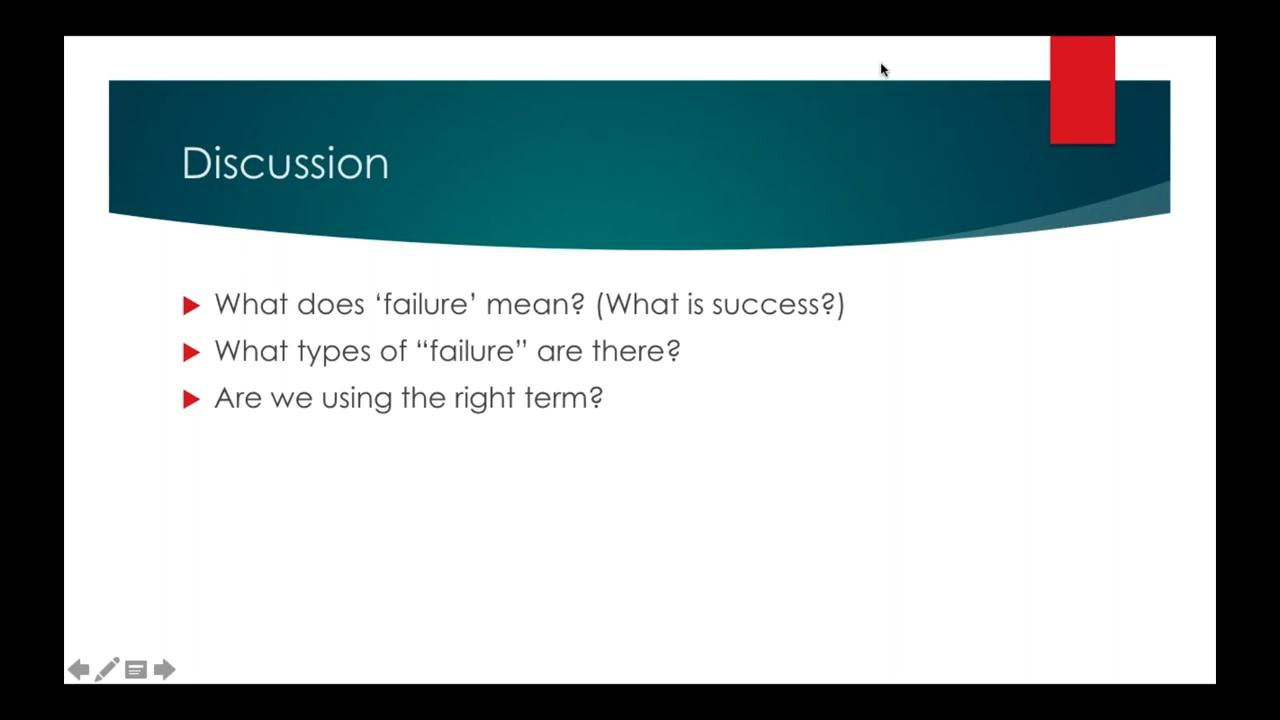 Discussion
What does ‘failure’ mean? (What is success?)
What types of “failure” are there?
Are we using the right term?